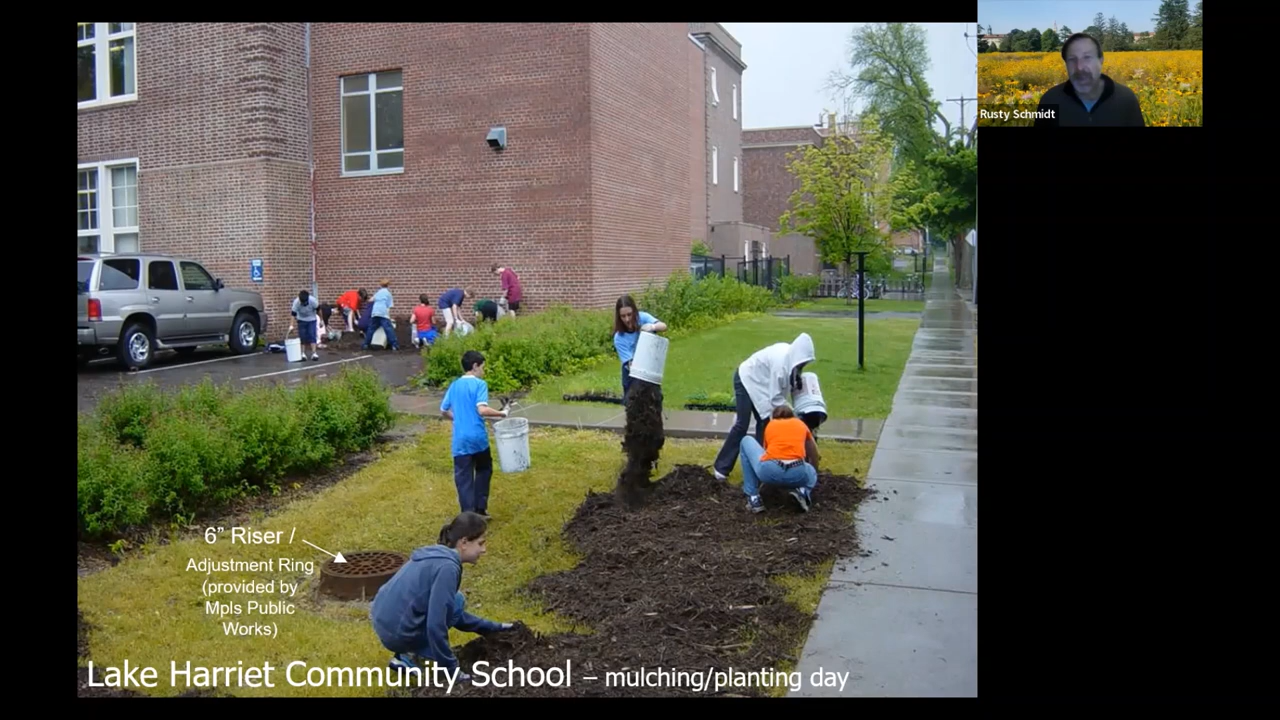 Rusty Schmidt
6” Riser /
Adjustment Ring
(provided by
Mpls Public
Works)
Lake Harriet Community School – mulching/planting day